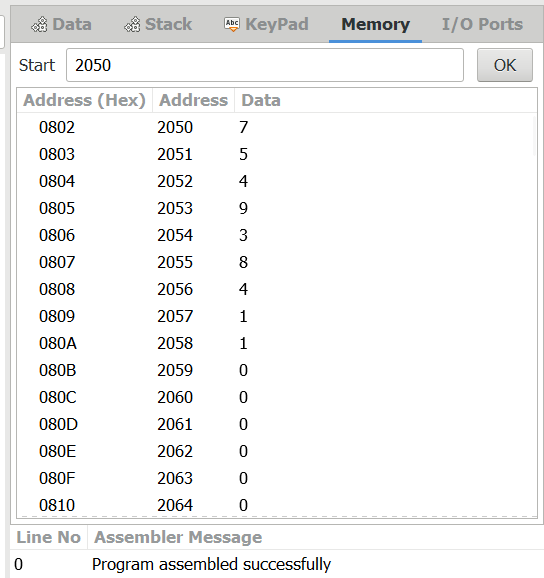 Data Stack Abc KeyPad Memory I/O Ports
Start 2050 OK
Address (Hex) Address Data
0802 2050 7
0803 2051 5
0804 2052 4
0805 2053 9
0806 2054 3
0807 2055 8
0808 2056 4
0809 2057 1
080A 2058 1
080B 2059 0
080C 2060 0
080D 2061 0
080E 2062 0
080F 2063 0
0810 2064 0
Line No Assembler Message
0 Program assembled successfully